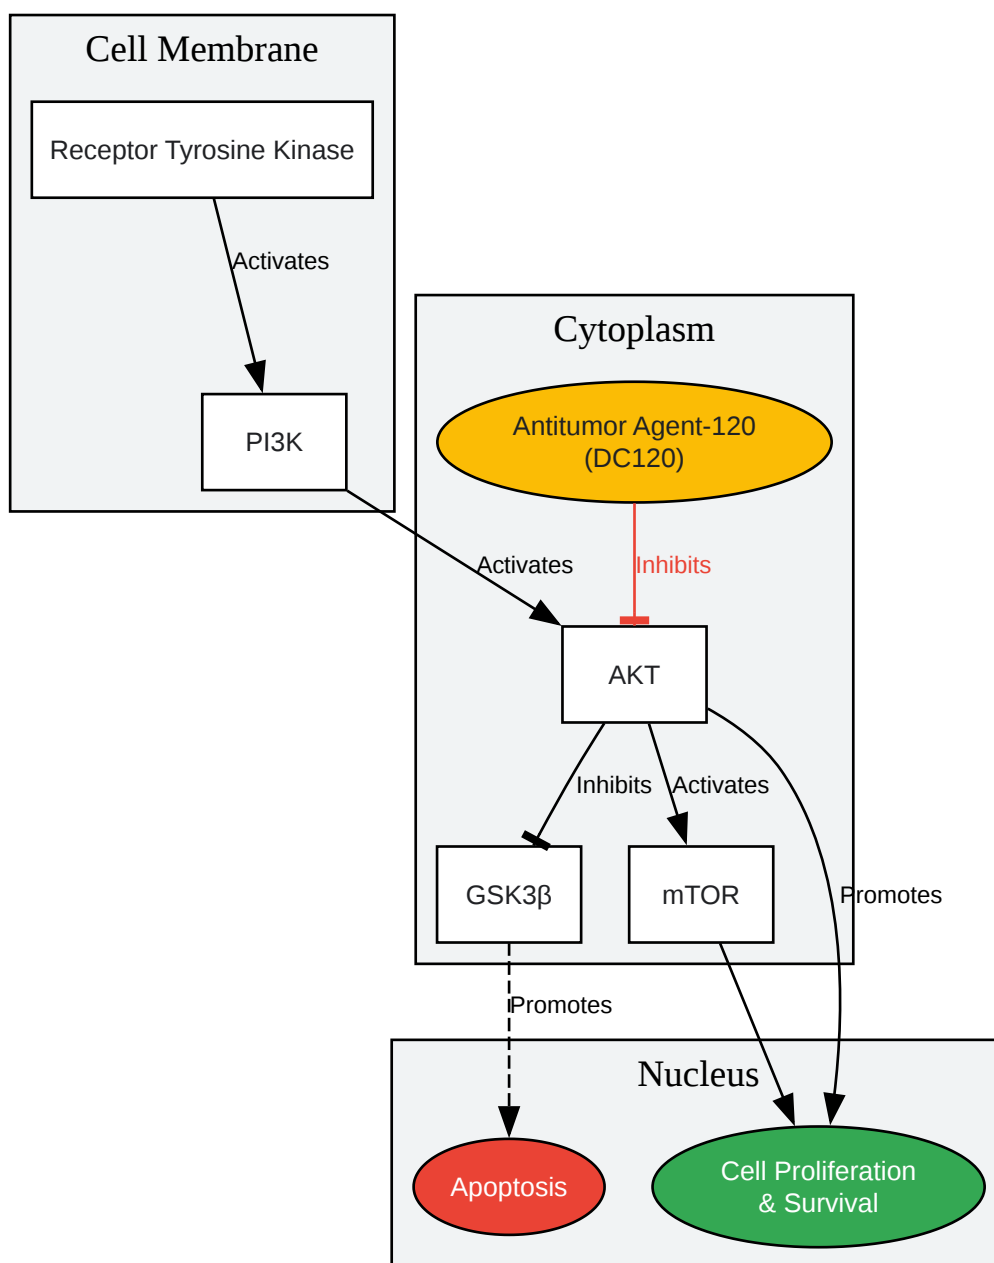 Cell Membrane
Receptor Tyrosine Kinase
Activates
PI3K
Cytoplasm
Antitumor Agent-120
(DC120)
Activates
Inhibits
AKT
Inhibits
Activates
GSK3β
mTOR
Promotes
Promotes
Nucleus
Apoptosis
Cell Proliferation
& Survival